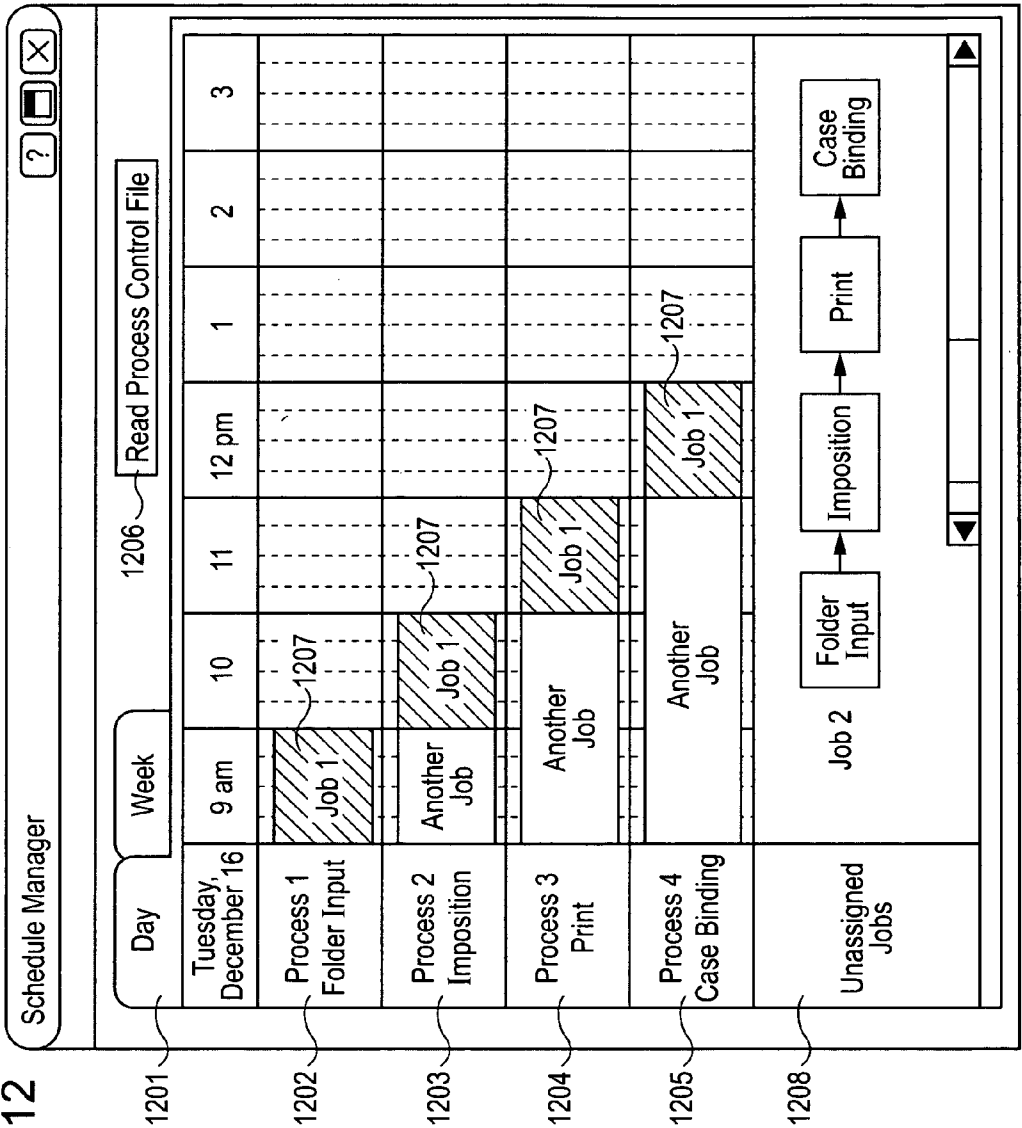 12
Schedule Manager
?
X
Day
Week
1206
Read Process Control File
1201
Tuesday,
December 16
9 am
10
11
12 pm
1
2
3
1202
Process 1
Folder Input
Job 1
1207
1203
Process 2
Imposition
Another
Job
Job 1
1207
1204
Process 3
Print
Another
Job
Job 1
1207
1205
Process 4
Case Binding
Another
Job
Job 1
1207
1208
Unassigned
Jobs
Job 2
Folder
Input
Imposition
Print
Case
Binding